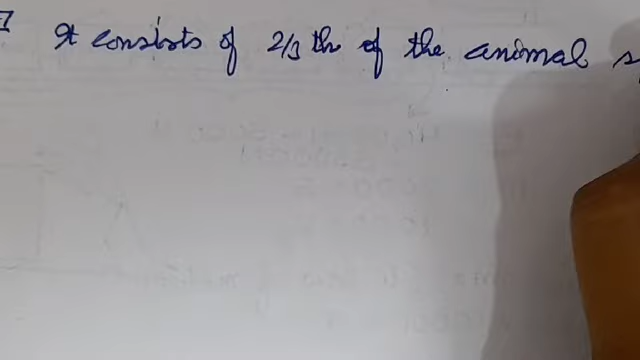 It consists of 2/3 th of the animal